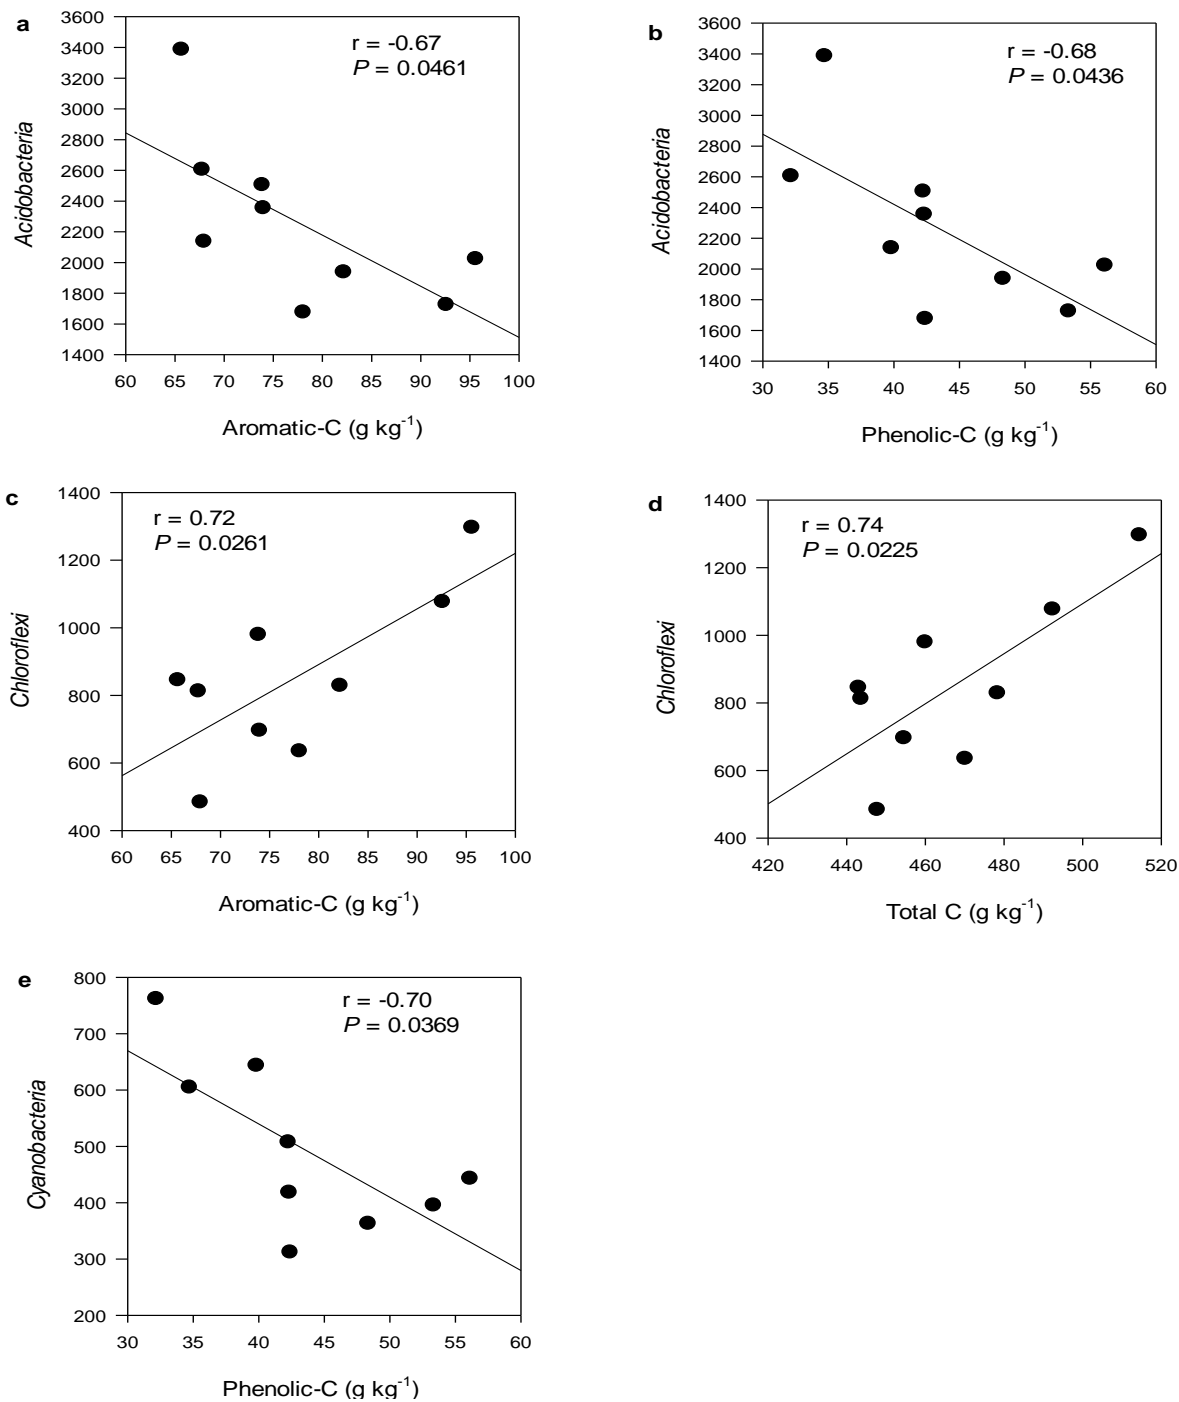 a
r = -0.67
P = 0.0461
3600
3400
3200
3000
2800
2600
2400
2200
2000
1800
1600
1400
Acidobacteria
60 65 70 75 80 85 90 95 100
Aromatic-C (g kg⁻¹)
b
r = -0.68
P = 0.0436
3600
3400
3200
3000
2800
2600
2400
2200
2000
1800
1600
1400
Acidobacteria
30 35 40 45 50 55 60
Phenolic-C (g kg⁻¹)
c
r = 0.72
P = 0.0261
1400
1200
1000
800
600
400
Chloroflexi
60 65 70 75 80 85 90 95 100
Aromatic-C (g kg⁻¹)
d
r = 0.74
P = 0.0225
1400
1200
1000
800
600
400
Chloroflexi
420 440 460 480 500 520
Total C (g kg⁻¹)
e
r = -0.70
P = 0.0369
800
700
600
500
400
300
200
Cyanobacteria
30 35 40 45 50 55 60
Phenolic-C (g kg⁻¹)